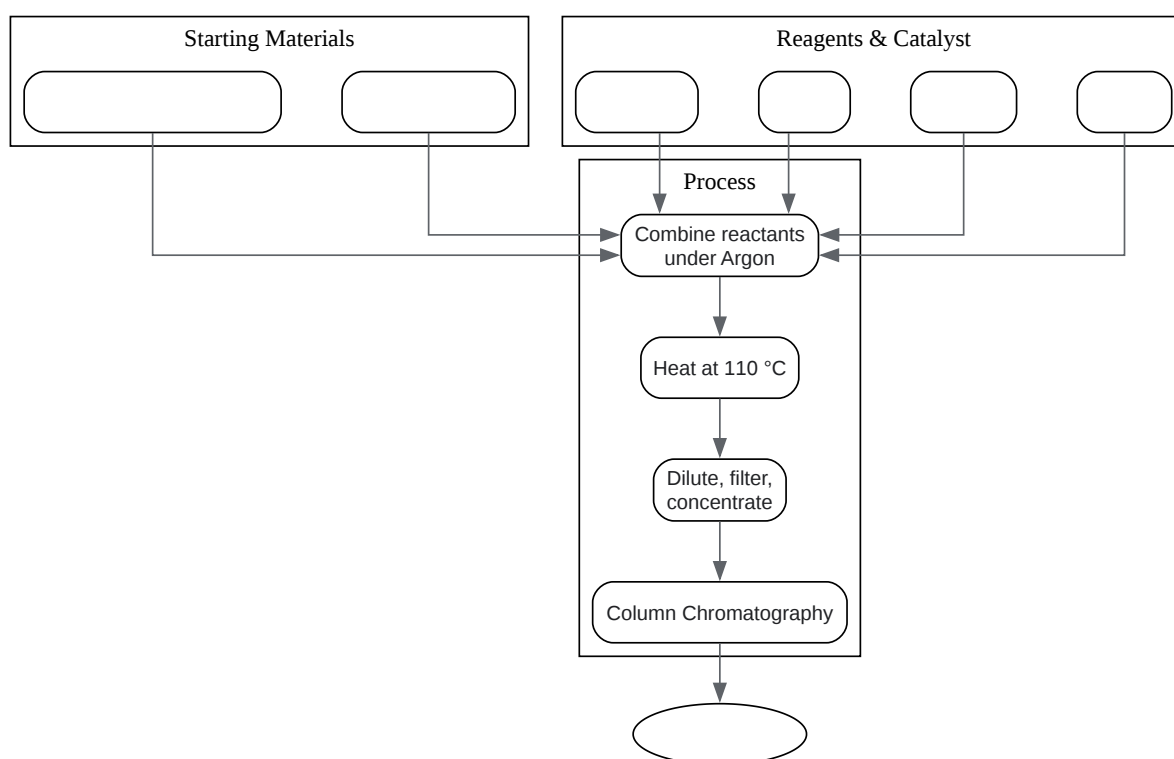 Starting Materials
Reagents & Catalyst
Process
Combine reactants
under Argon
Heat at 110 °C
Dilute, filter,
concentrate
Column Chromatography